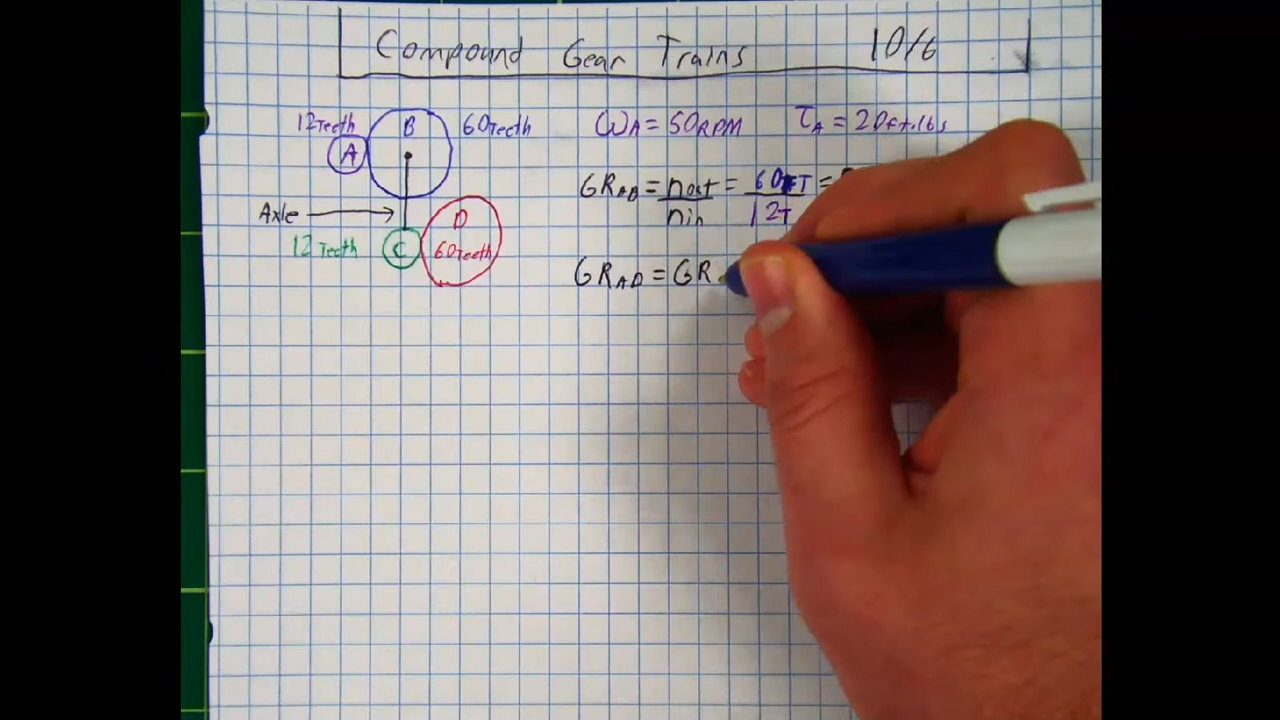 Compound Gear Trains 10/6
12 Teeth B 60 Teeth ωA = 50 RPM τA = 20 ft.lbs
A
GRAB = nout/nin = 60T/12T =
Axle D
12 Teeth C 60 Teeth
GRAD = GR